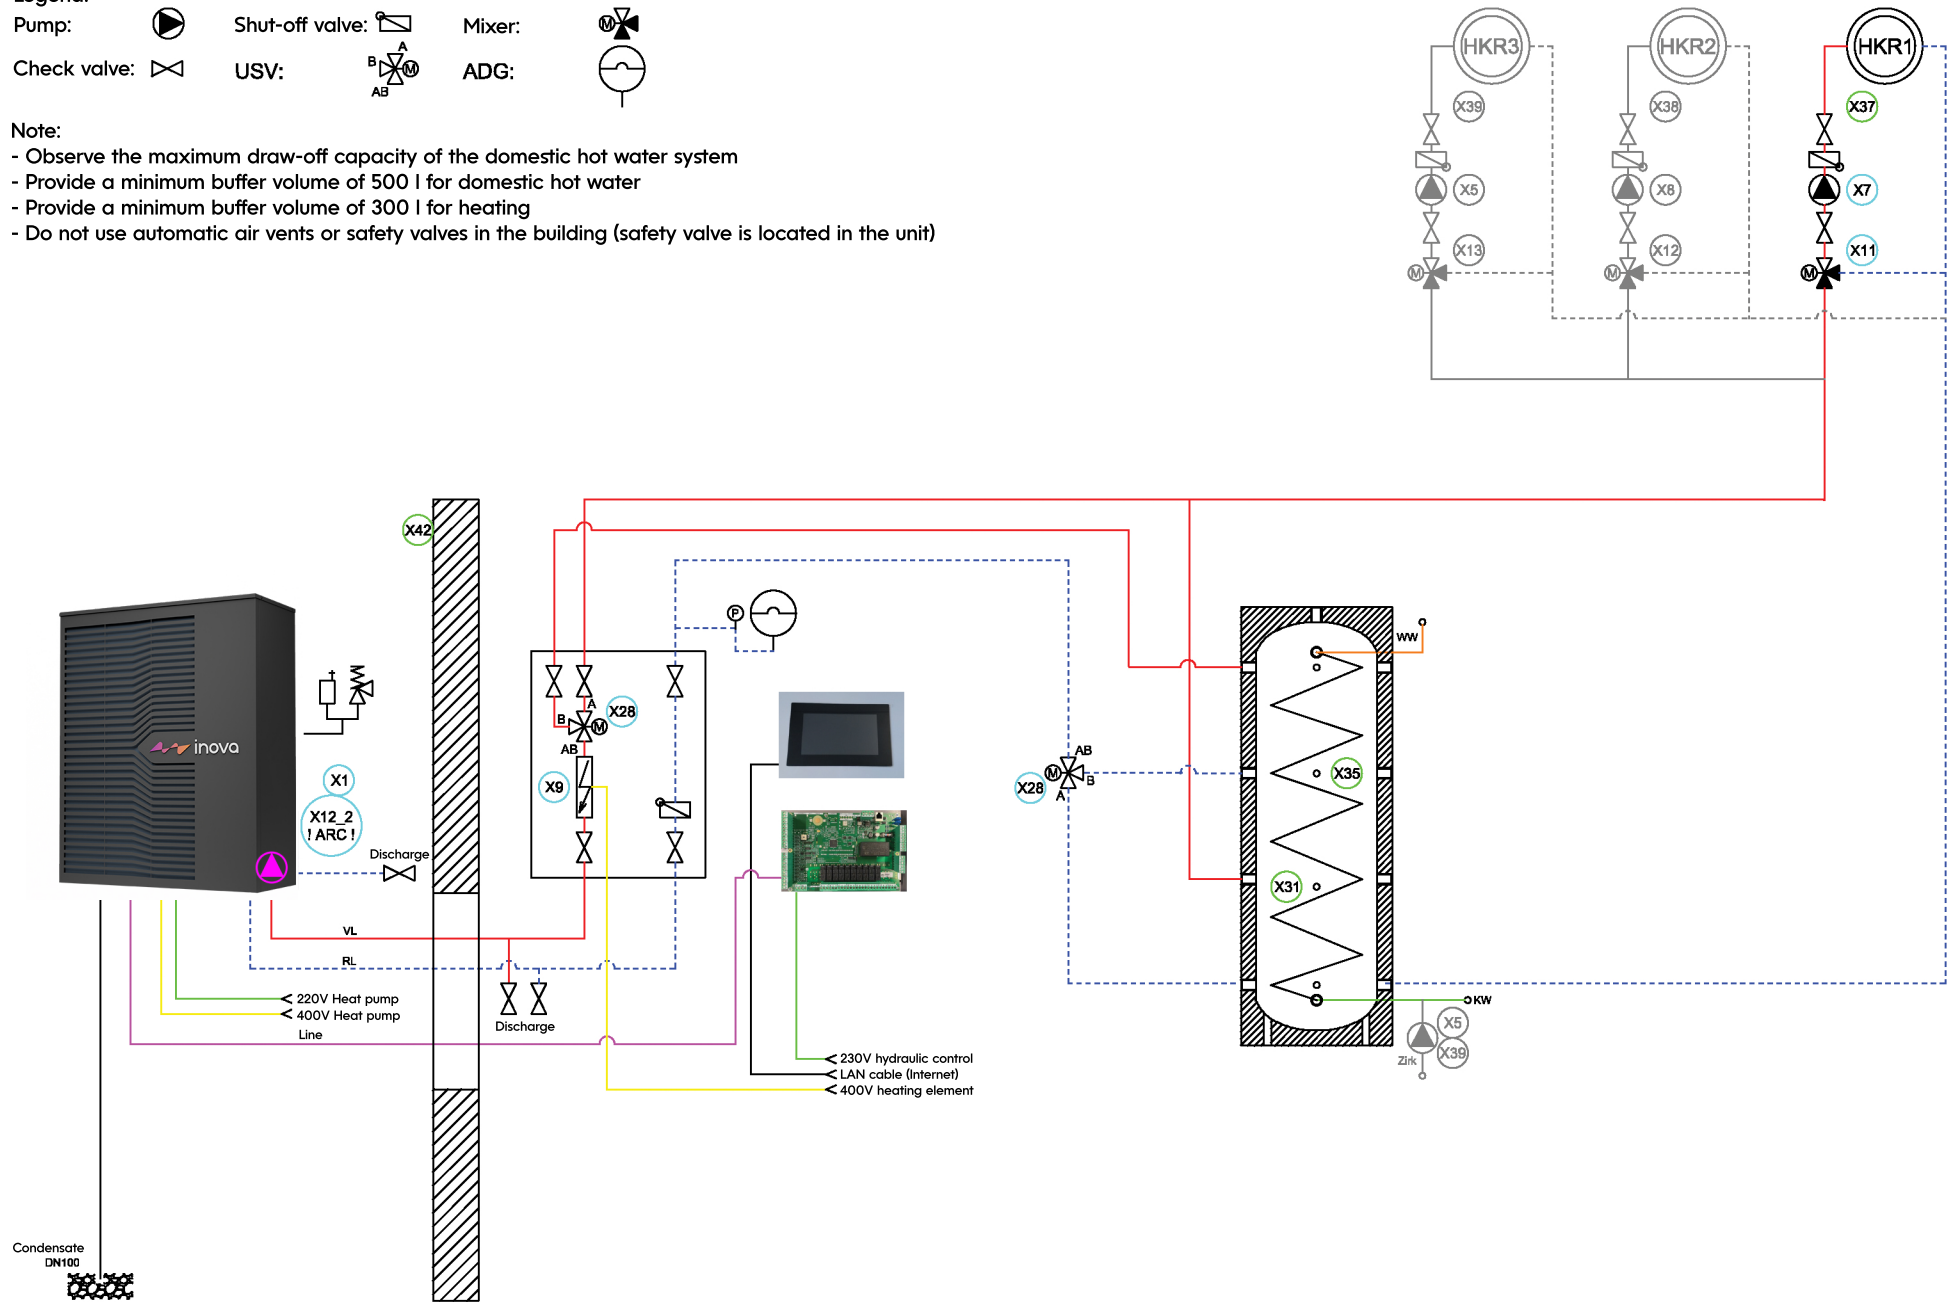 Pump:
Shut-off valve:
Mixer:
M
Check valve:
USV:
A
B
M
AB
ADG:
Note:
- Observe the maximum draw-off capacity of the domestic hot water system
- Provide a minimum buffer volume of 500 l for domestic hot water
- Provide a minimum buffer volume of 300 l for heating
- Do not use automatic air vents or safety valves in the building (safety valve is located in the unit)
HKR3
HKR2
HKR1
X39
X38
X37
X5
X8
X7
X13
X12
X11
M
M
M
X42
P
WW
inova
X28
A
B
M
AB
X9
X1
X12_2
! ARC !
Discharge
AB
M
B
A
X28
X35
X31
VL
RL
220V Heat pump
400V Heat pump
Line
Discharge
230V hydraulic control
LAN cable (Internet)
400V heating element
KW
X5
X39
Zirk
Condensate
DN100